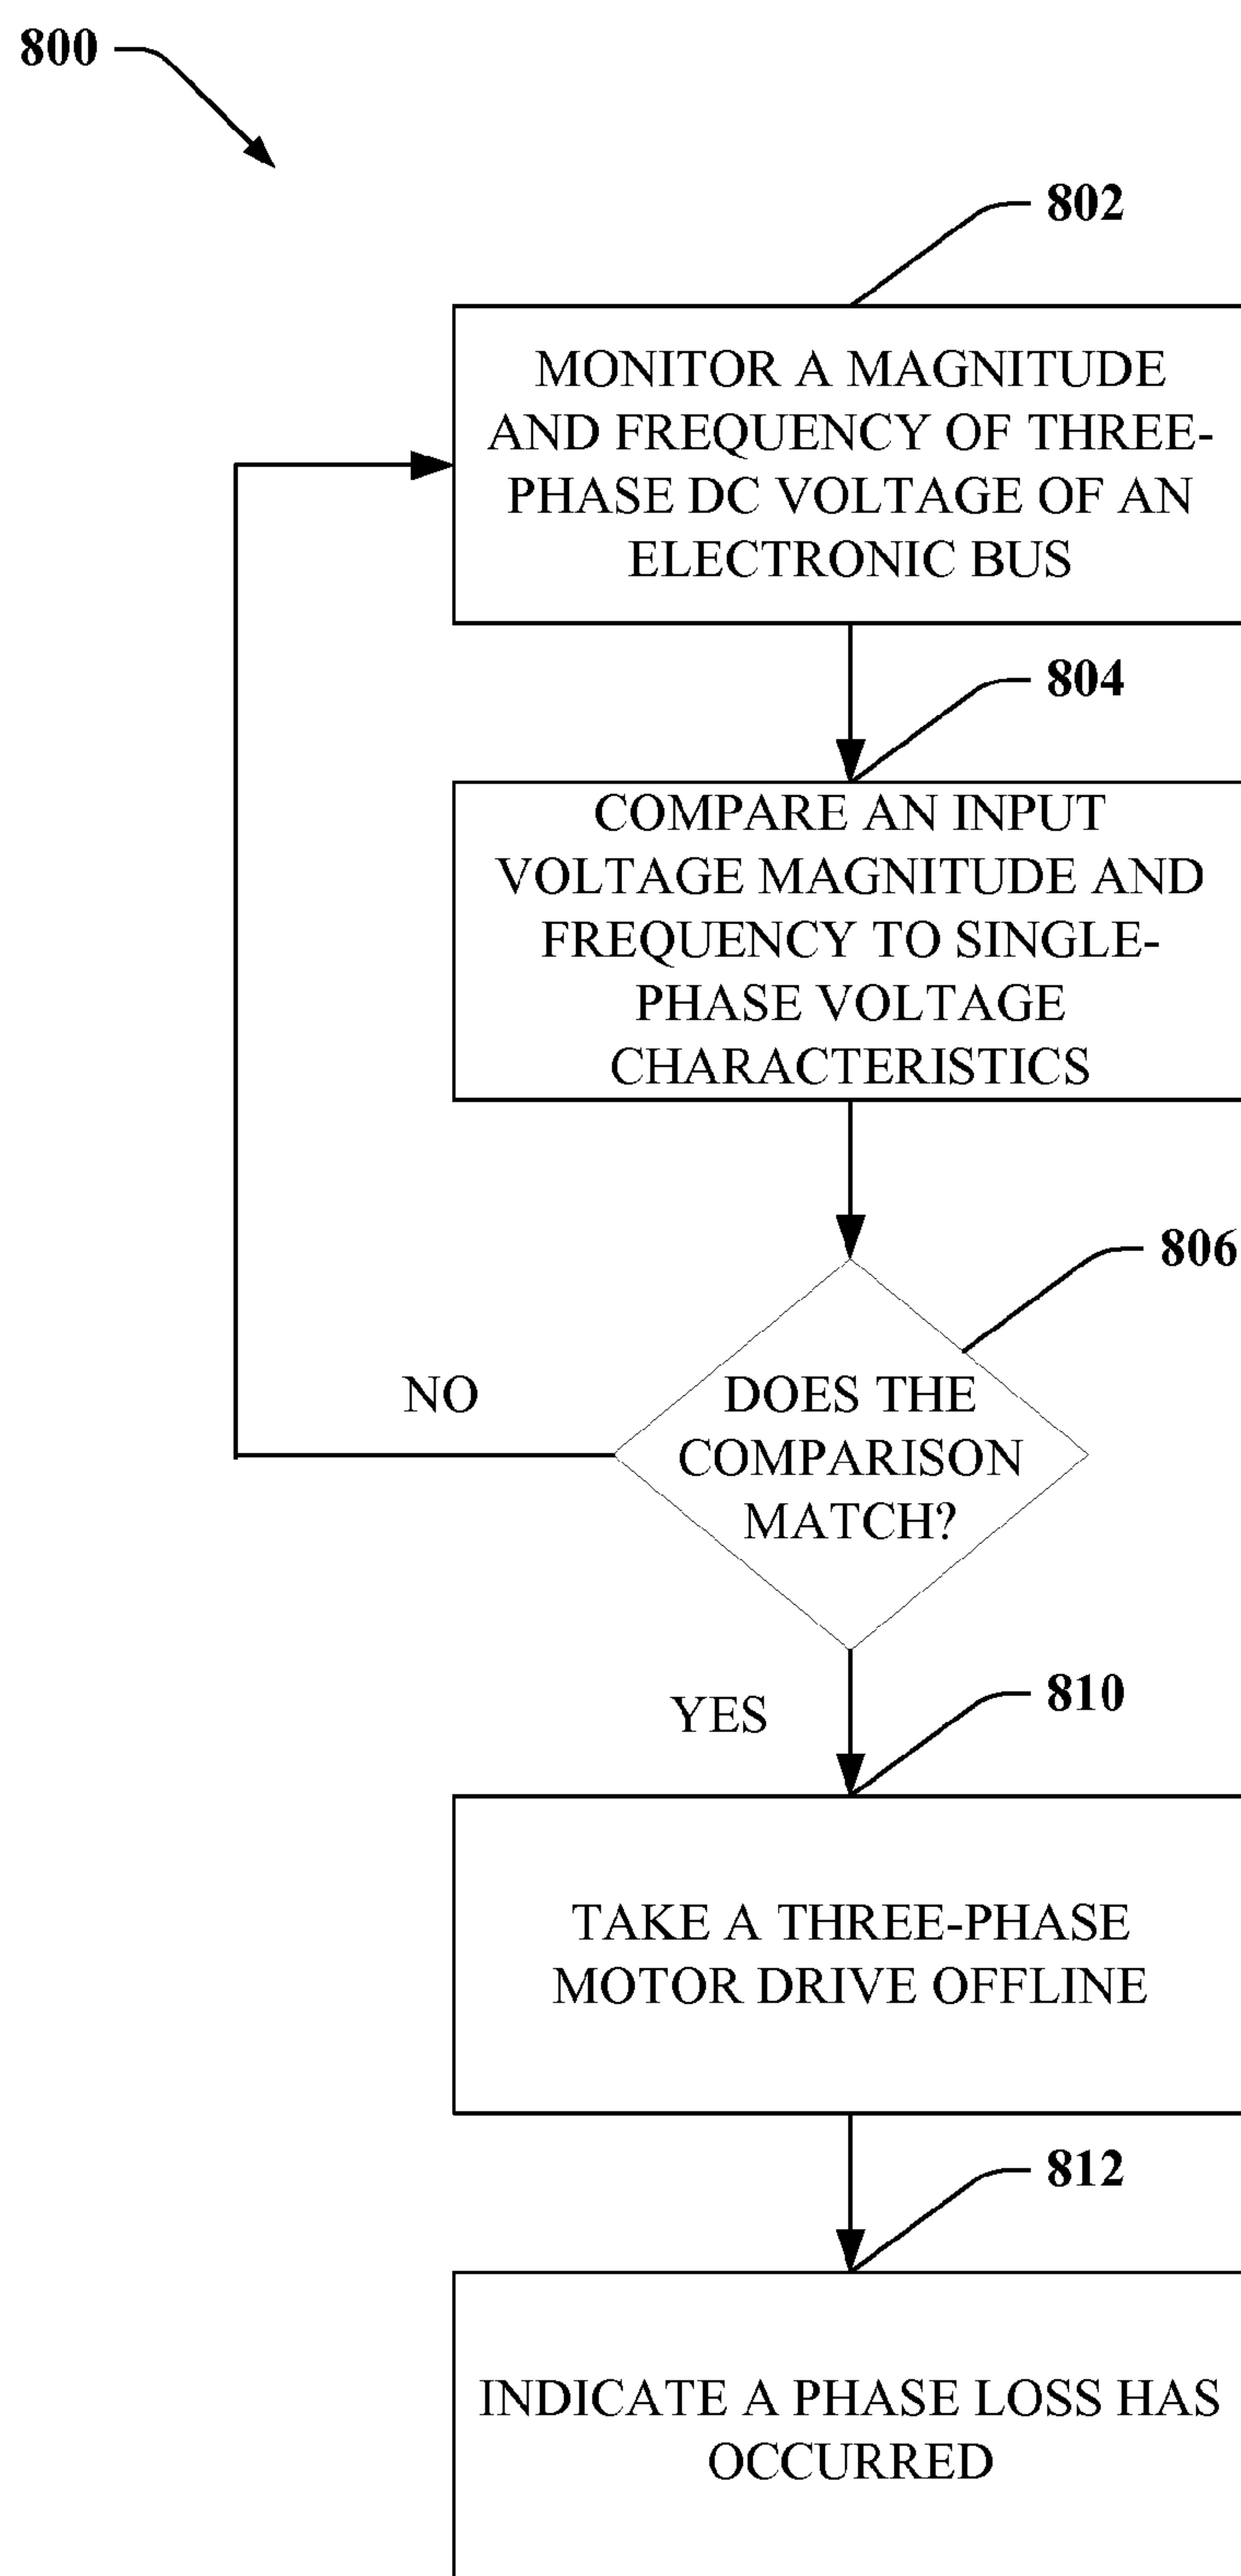 800
802
MONITOR A MAGNITUDE
AND FREQUENCY OF THREE-
PHASE DC VOLTAGE OF AN
ELECTRONIC BUS
804
COMPARE AN INPUT
VOLTAGE MAGNITUDE AND
FREQUENCY TO SINGLE-
PHASE VOLTAGE
CHARACTERISTICS
806
NO
DOES THE
COMPARISON
MATCH?
YES
810
TAKE A THREE-PHASE
MOTOR DRIVE OFFLINE
812
INDICATE A PHASE LOSS HAS
OCCURRED